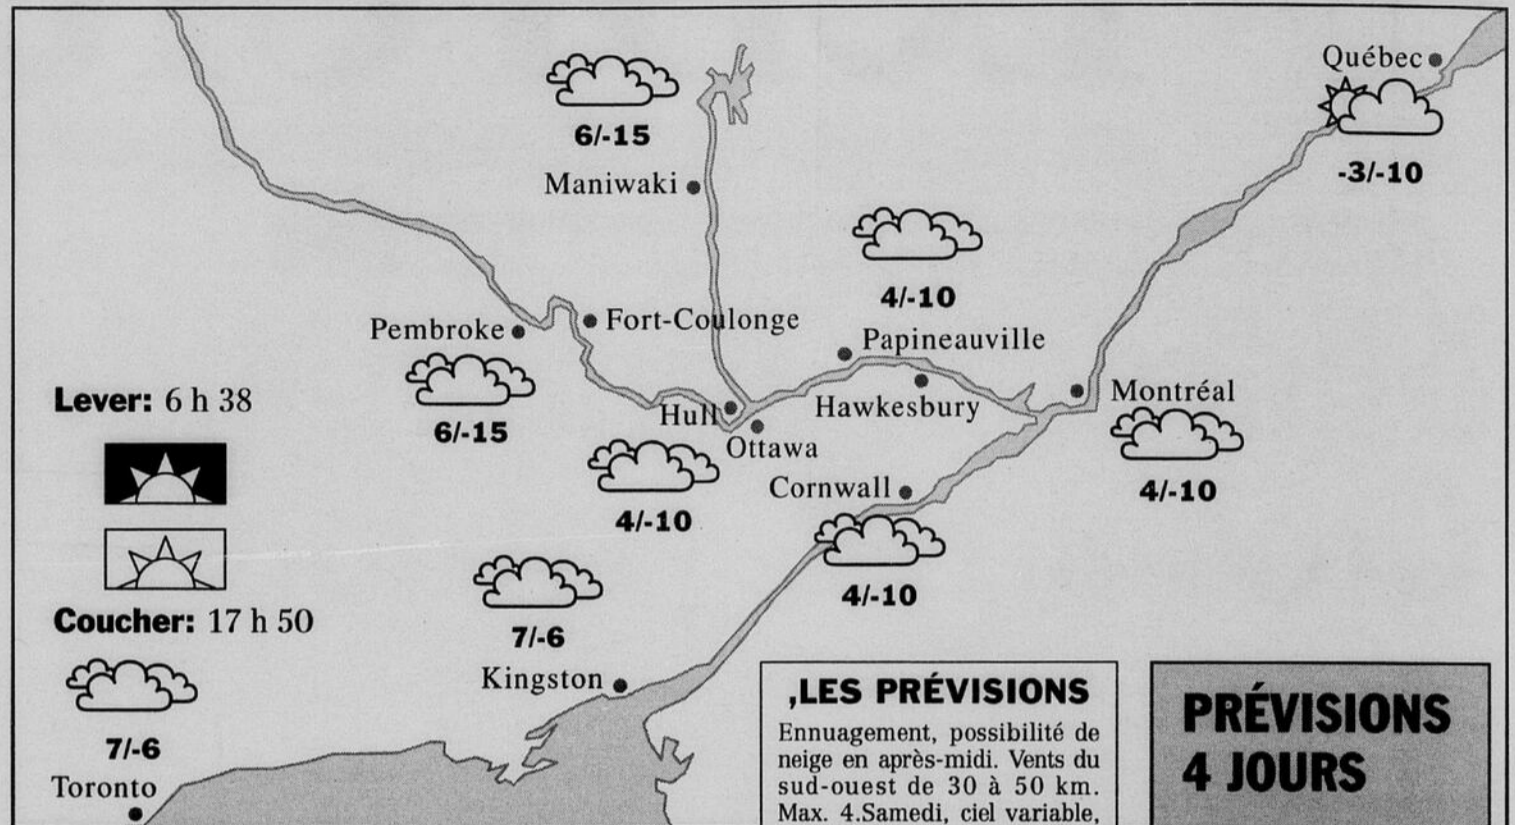 Québec
6/-15
-3/-10
Maniwaki
4/-10
Pembroke
Fort-Coulonge
Papineauville
Lever: 6 h 38
6/-15
Hull
Hawkesbury
Montréal
Ottawa
4/-10
Cornwall
4/-10
4/-10
Coucher: 17 h 50
7/-6
Kingston
7/-6
Toronto
,LES PRÉVISIONS
Ennuagement, possibilité de
neige en après-midi. Vents du
sud-ouest de 30 à 50 km.
Max. 4.Samedi, ciel variable,
PRÉVISIONS
4 JOURS